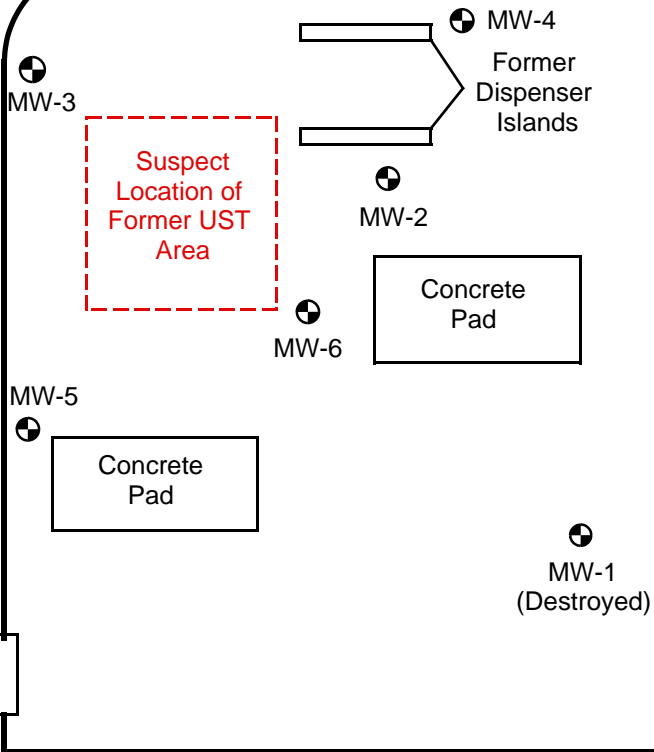 MW-4
Former
Dispenser
Islands
MW-3
Suspect
Location of
Former UST
Area
MW-2
Concrete
Pad
MW-6
MW-5
Concrete
Pad
MW-1
(Destroyed)